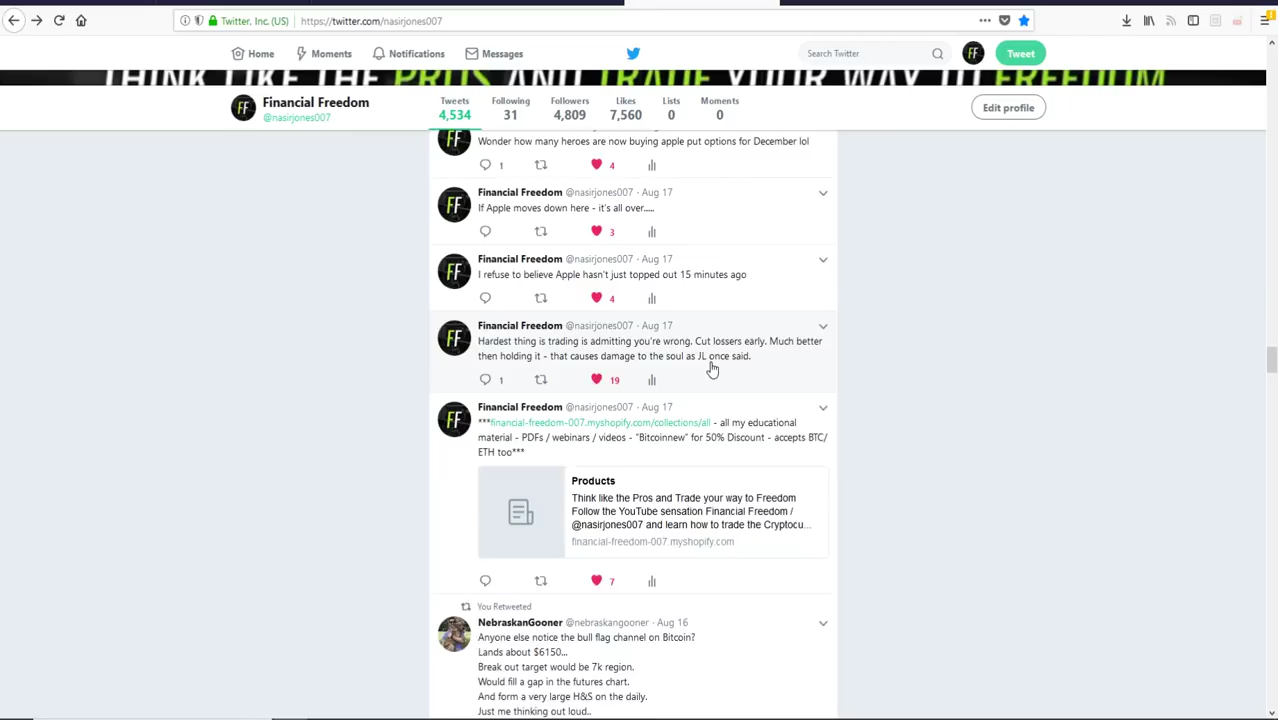 Twitter, Inc. (US) https://twitter.com/nasirjones007
Home Moments Notifications Messages Search Twitter FF Tweet
THINK LIKE THE PROS AND TRADE YOUR WAY TO FREEDOM
FF Financial Freedom
@nasirjones007
Tweets Following Followers Likes Lists Moments
4,534 31 4,809 7,560 0 0
Edit profile
Wonder how many heroes are now buying apple put options for December lol
1 4
Financial Freedom @nasirjones007 · Aug 17
If Apple moves down here - it's all over.....
3
Financial Freedom @nasirjones007 · Aug 17
I refuse to believe Apple hasn't just topped out 15 minutes ago
4
Financial Freedom @nasirjones007 · Aug 17
Hardest thing is trading is admitting you're wrong. Cut lossers early. Much better
then holding it - that causes damage to the soul as JL once said.
1 19
Financial Freedom @nasirjones007 · Aug 17
***financial-freedom-007.myshopify.com/collections/all - all my educational
material - PDFs / webinars / videos - "Bitcoinnew" for 50% Discount - accepts BTC/
ETH too***
Products
Think like the Pros and Trade your way to Freedom
Follow the YouTube sensation Financial Freedom /
@nasirjones007 and learn how to trade the Cryptocu...
financial-freedom-007.myshopify.com
7
You Retweeted
NebraskanGooner @nebraskangooner · Aug 16
Anyone else notice the bull flag channel on Bitcoin?
Lands about $6150...
Break out target would be 7k region.
Would fill a gap in the futures chart.
And form a very large H&S on the daily.
Just me thinking out loud..